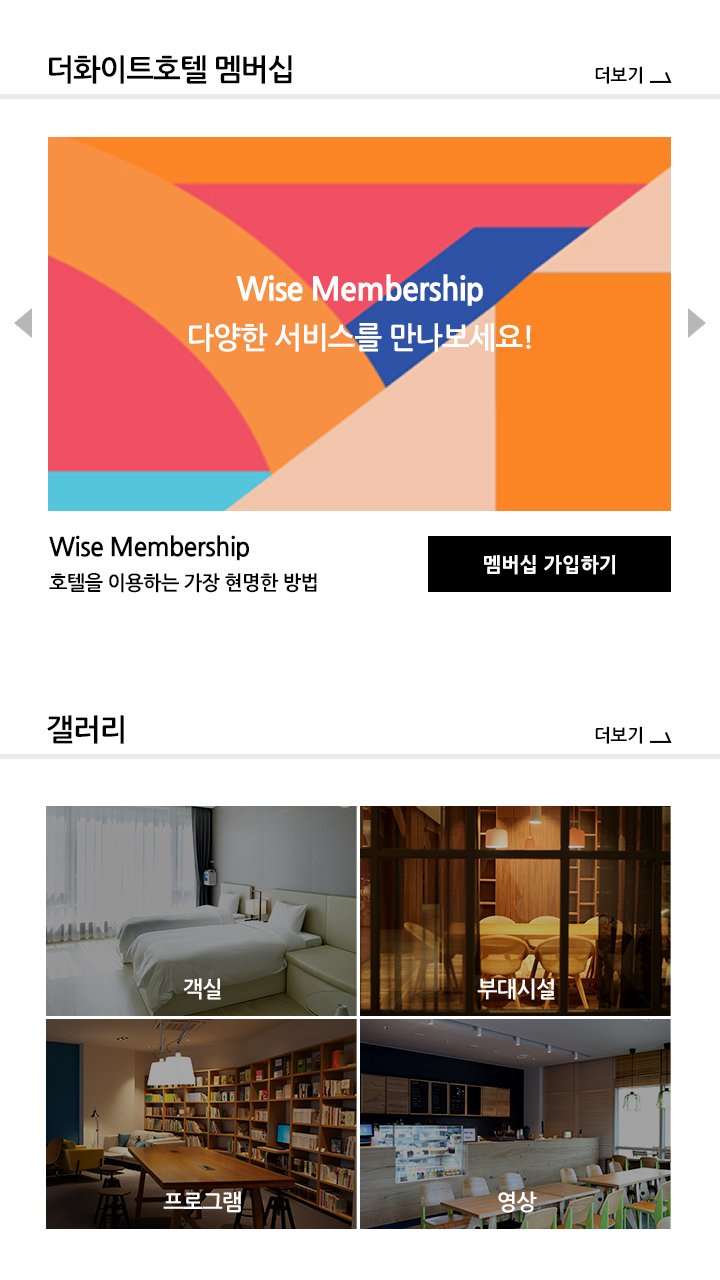 더화이트호텔 멤버십
더보기
Wise Membership
다양한 서비스를 만나보세요!
Wise Membership
호텔을 이용하는 가장 현명한 방법
멤버십 가입하기
갤러리
더보기
객실
부대시설
프로그램
영상